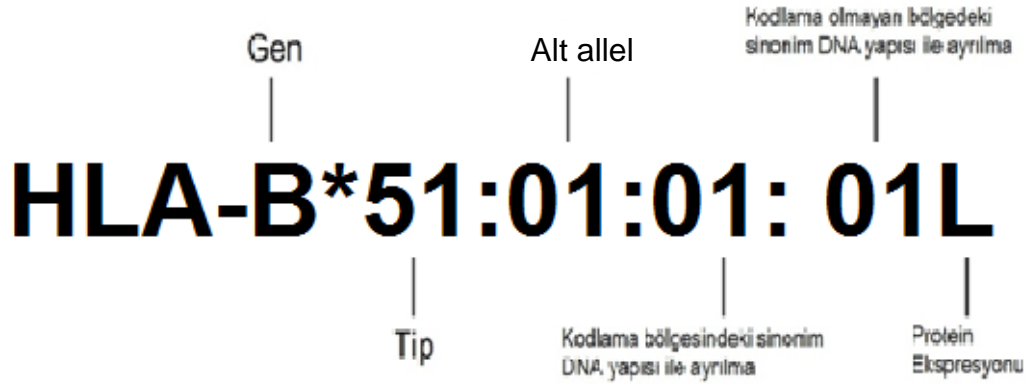 Kodlama olmayan bölgedeki
sinonim DNA yapısı ile ayrılma
Gen
Alt allel
HLA-B*51:01:01: 01L
Tip
Kodlama bölgesindeki sinonim
DNA yapısı ile ayrılma
Protein
Ekspresyonu